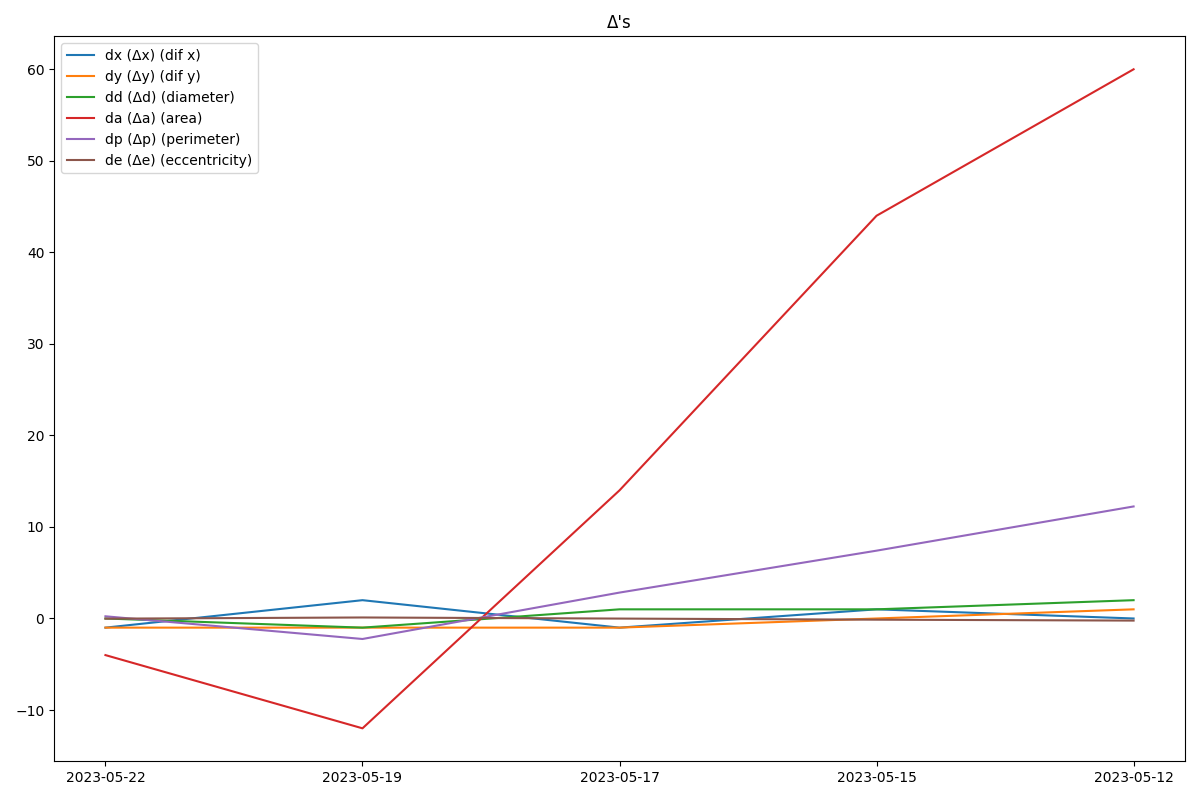 Δ's
dx (Δx) (dif x)
dy (Δy) (dif y)
dd (Δd) (diameter)
da (Δa) (area)
dp (Δp) (perimeter)
de (Δe) (eccentricity)
60
50
40
30
20
10
0
−10
2023-05-22 2023-05-19 2023-05-17 2023-05-15 2023-05-12